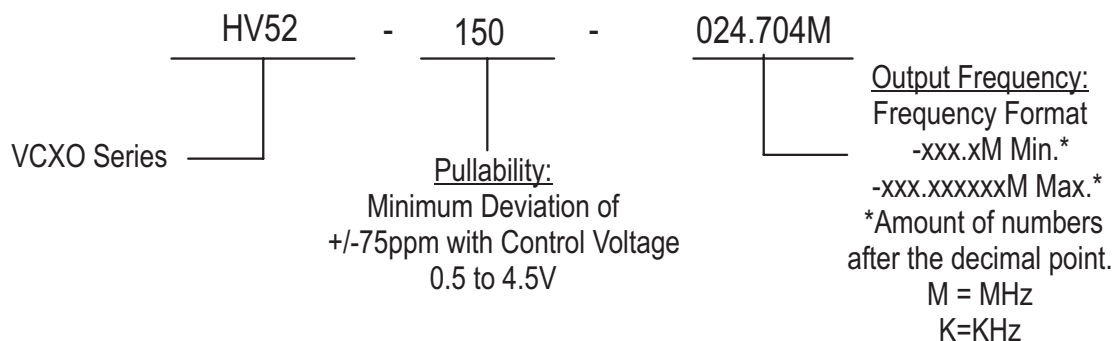 HV52 - 150 - 024.704M
VCXO Series
Pullability:
Minimum Deviation of
+/-75ppm with Control Voltage
0.5 to 4.5V
Output Frequency:
Frequency Format
-xxx.xM Min.*
-xxx.xxxxxxM Max.*
*Amount of numbers
after the decimal point.
M = MHz
K=KHz